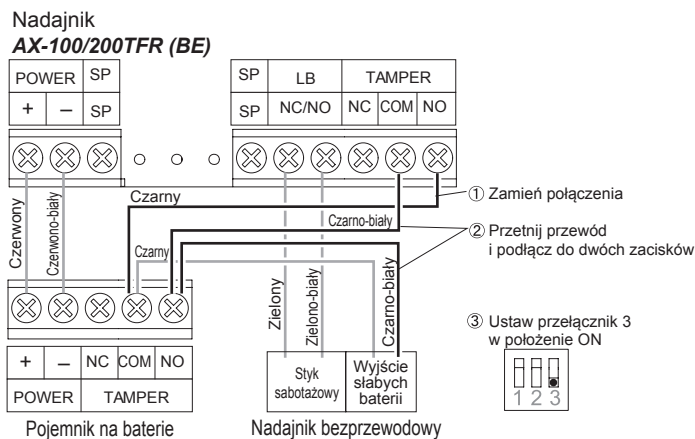 Nadajnik
AX-100/200TFR (BE)
POWER SP SP LB TAMPER
+ – SP SP NC/NO NC COM NO
① Zamień połączenia
Czarny
Czarno-biały
② Przetnij przewód
i podłącz do dwóch zacisków
Czerwony
Czerwono-biały
Czarny
Zielony
Zielono-biały
Czarno-biały
③ Ustaw przełącznik 3
w położenie ON
1 2 3
+ – NC COM NO
POWER TAMPER
Pojemnik na baterie
Styk
sabotażowy
Wyjście
słabych
baterii
Nadajnik bezprzewodowy